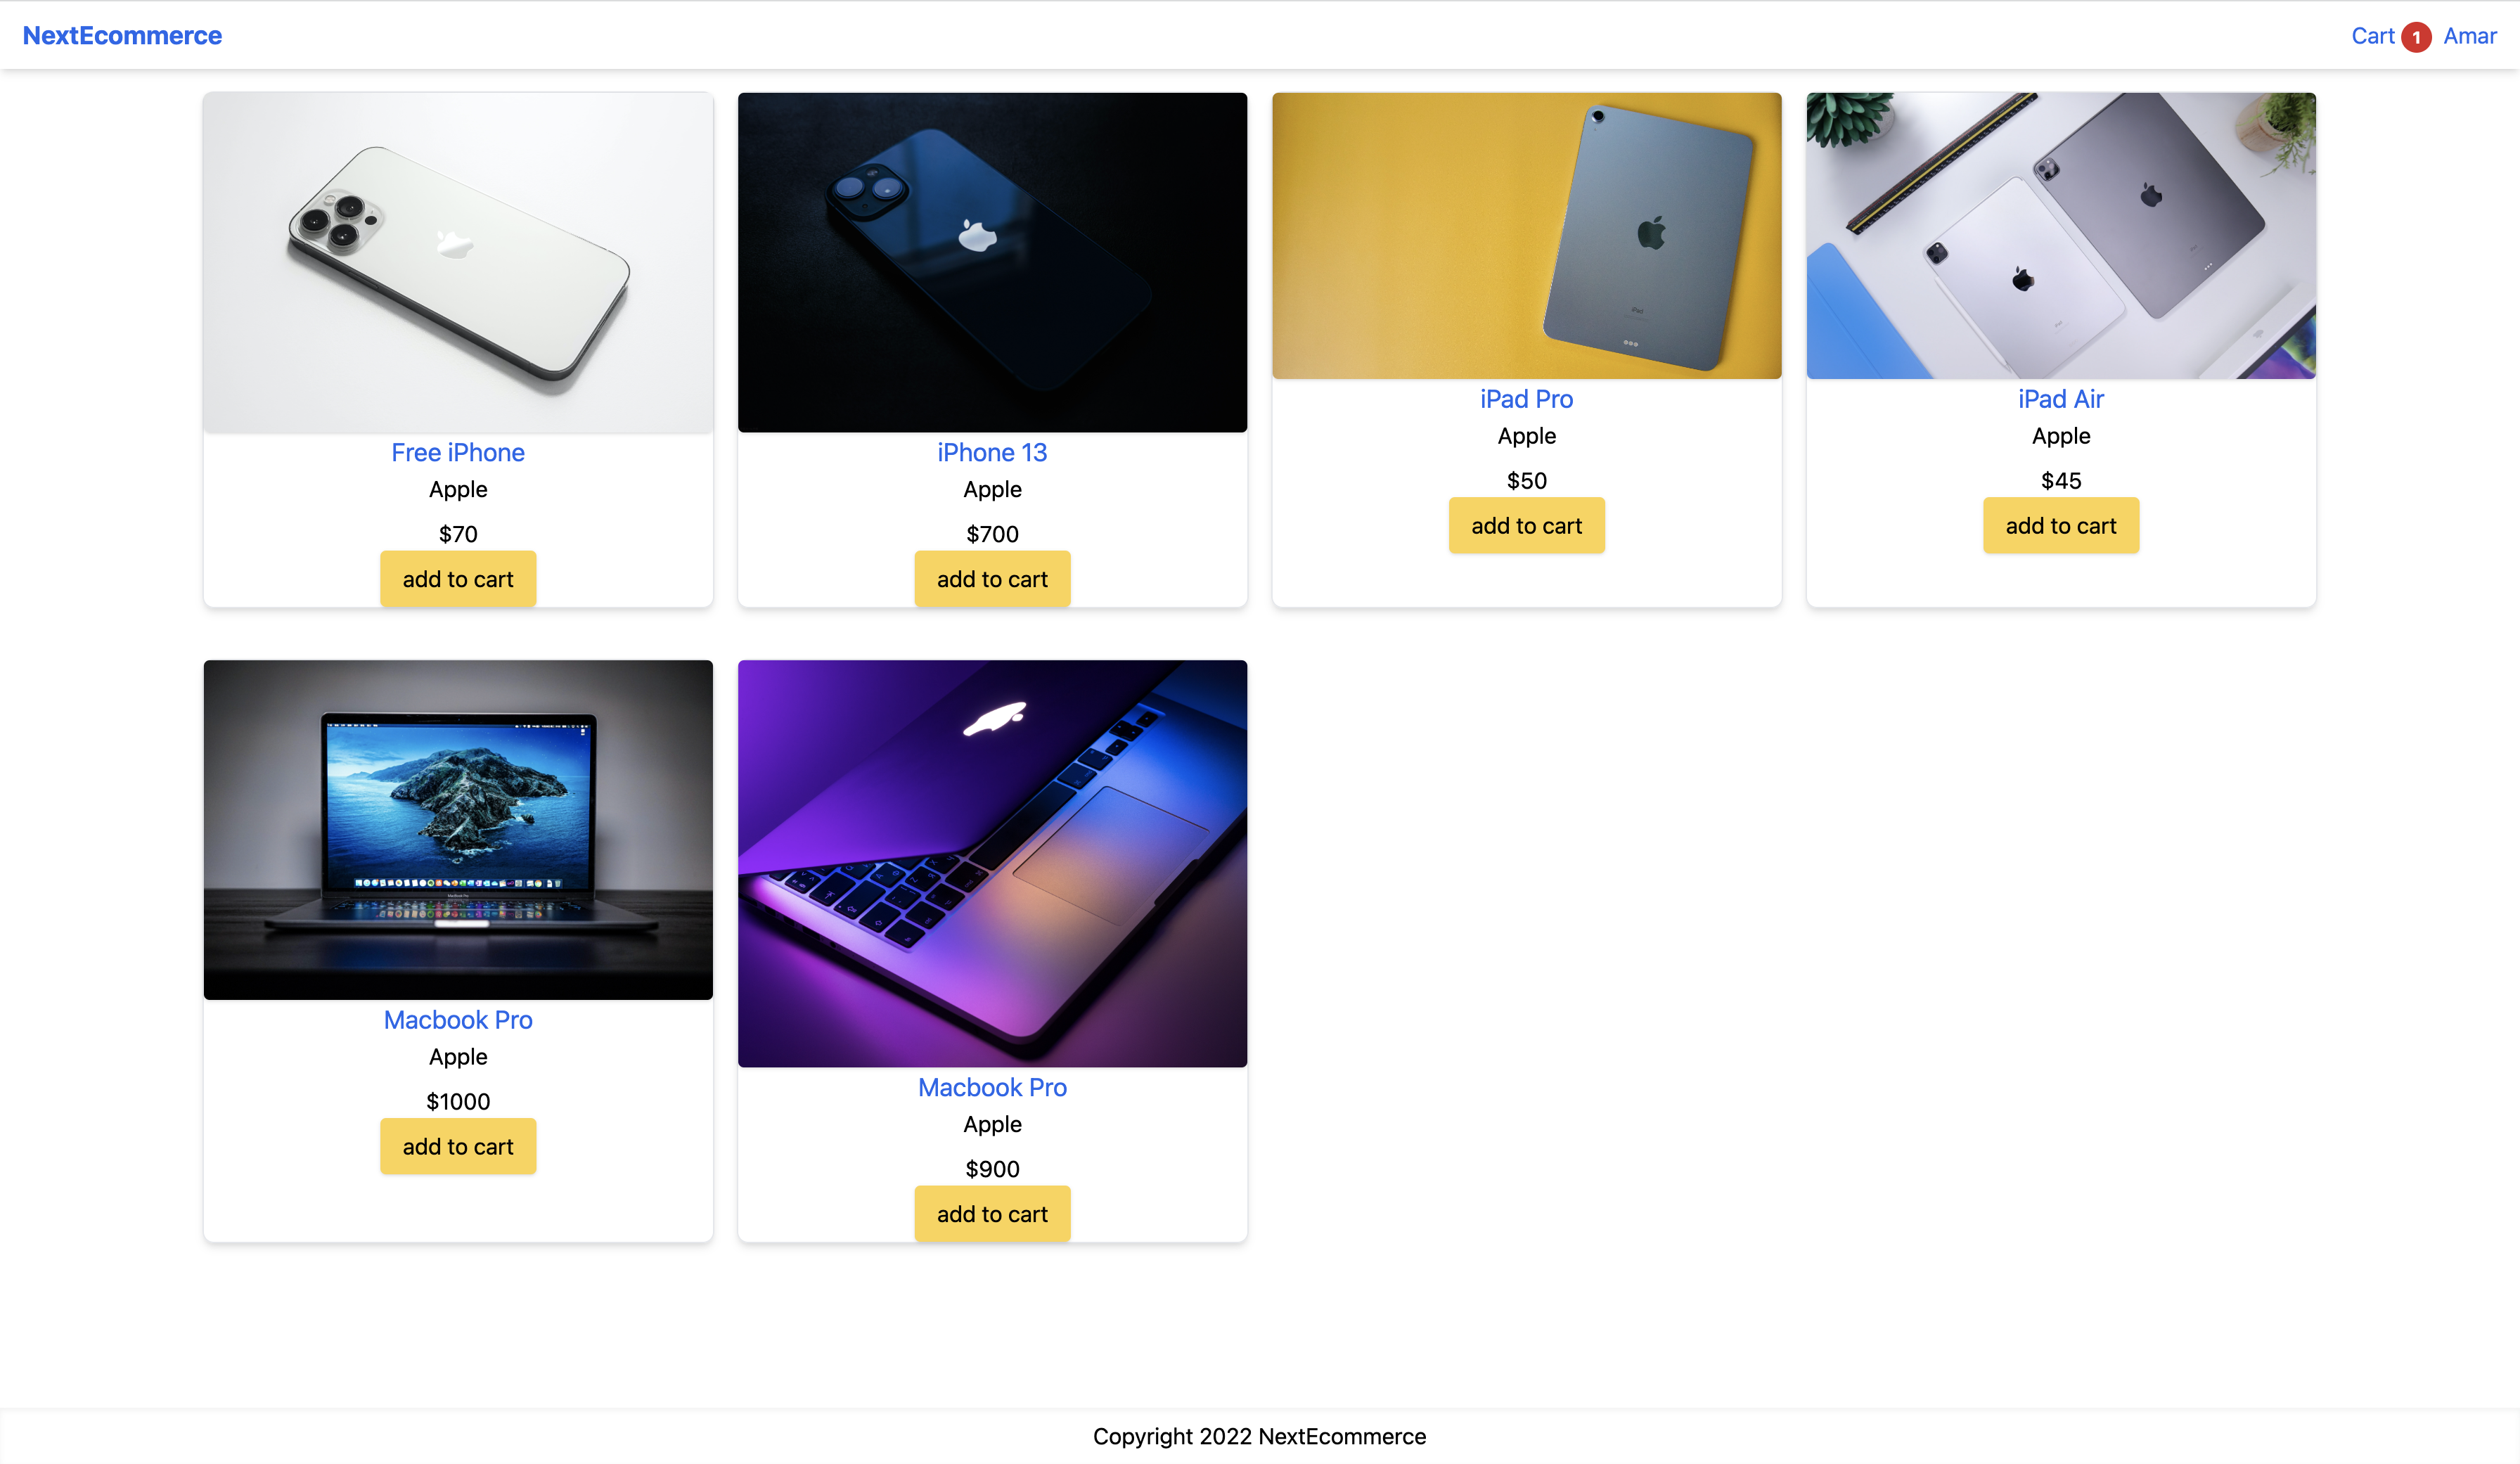 NextEcommerce
Cart 1 Amar
Free iPhone
Apple
$70
add to cart
iPhone 13
Apple
$700
add to cart
iPad Pro
Apple
$50
add to cart
iPad Air
Apple
$45
add to cart
Macbook Pro
Apple
$1000
add to cart
Macbook Pro
Apple
$900
add to cart
Copyright 2022 NextEcommerce